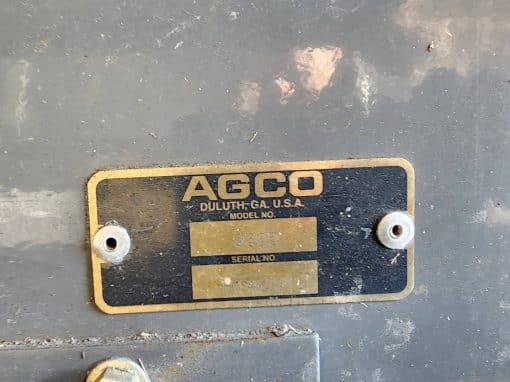 AGCO
DULUTH, GA. U.S.A.
MODEL NO.
SERIAL NO.